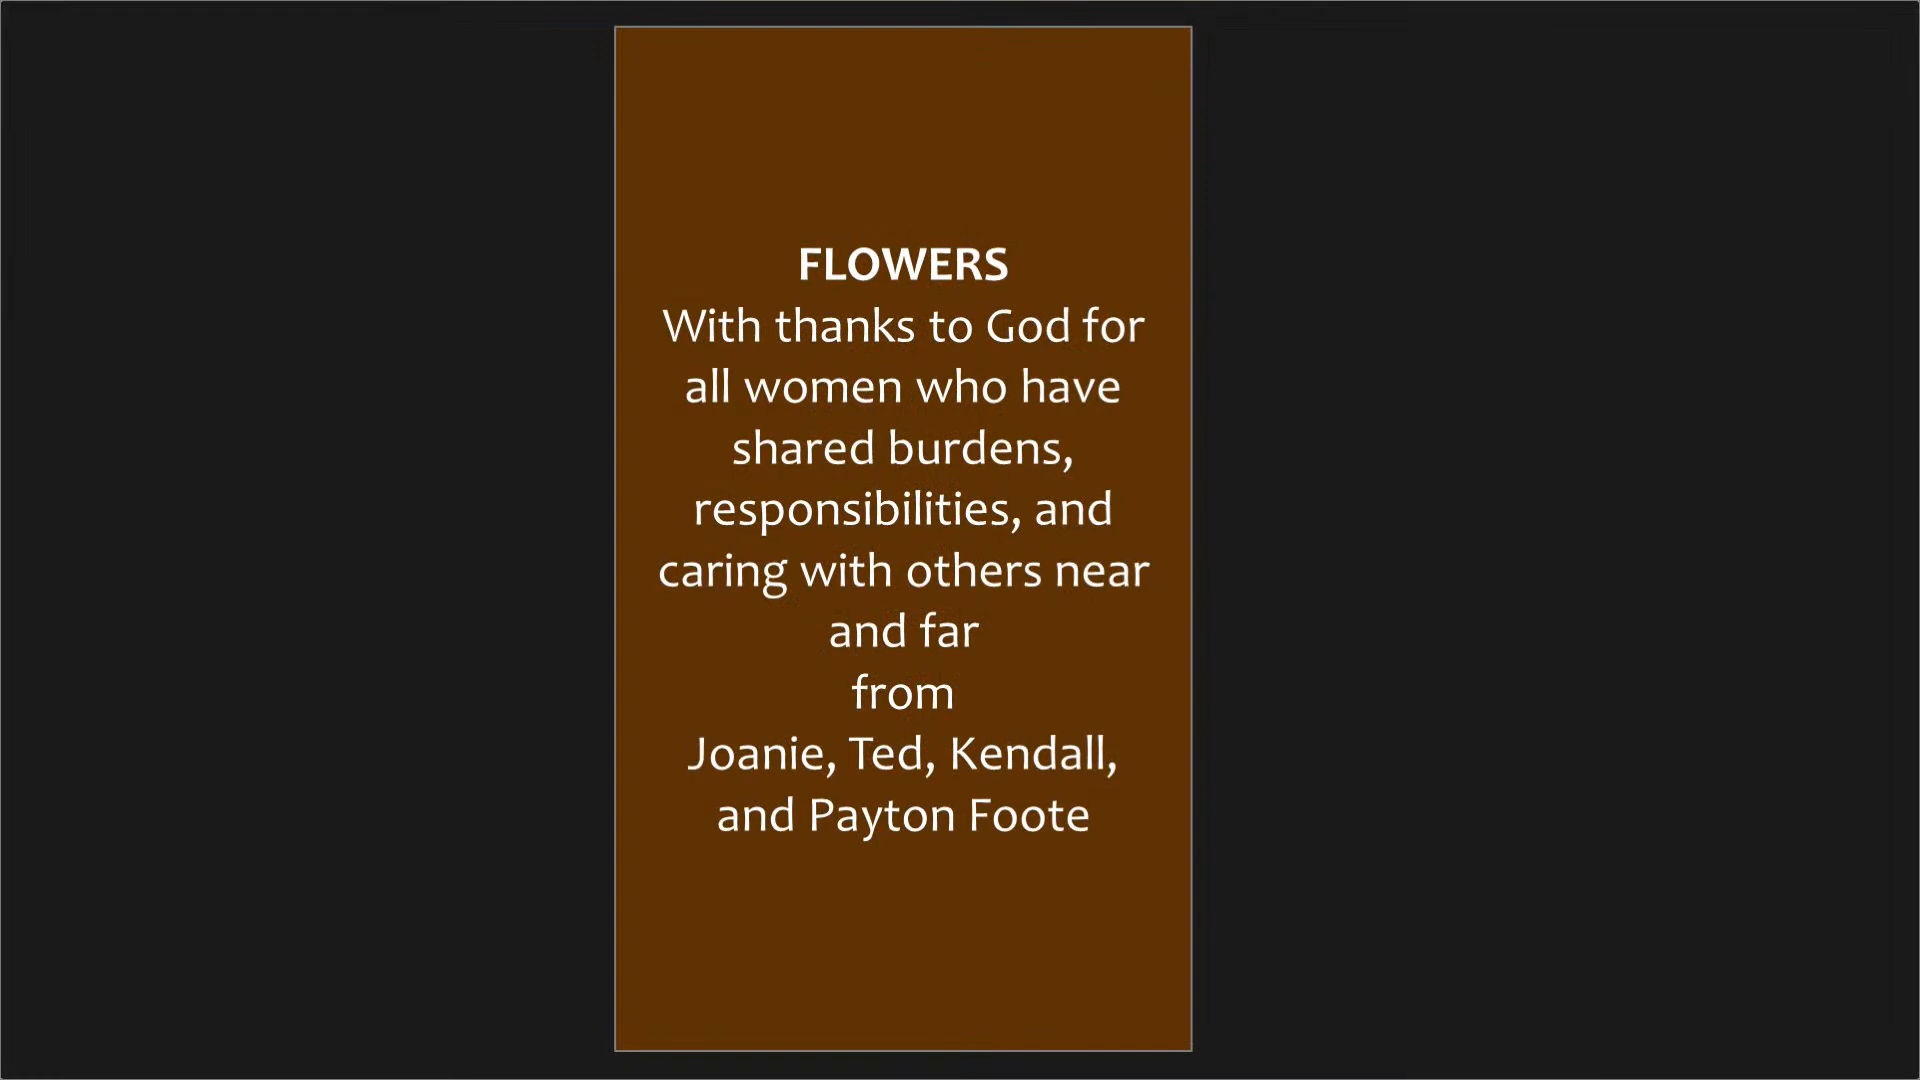 FLOWERS
With thanks to God for
all women who have
shared burdens,
responsibilities, and
caring with others near
and far
from
Joanie, Ted, Kendall,
and Payton Foote